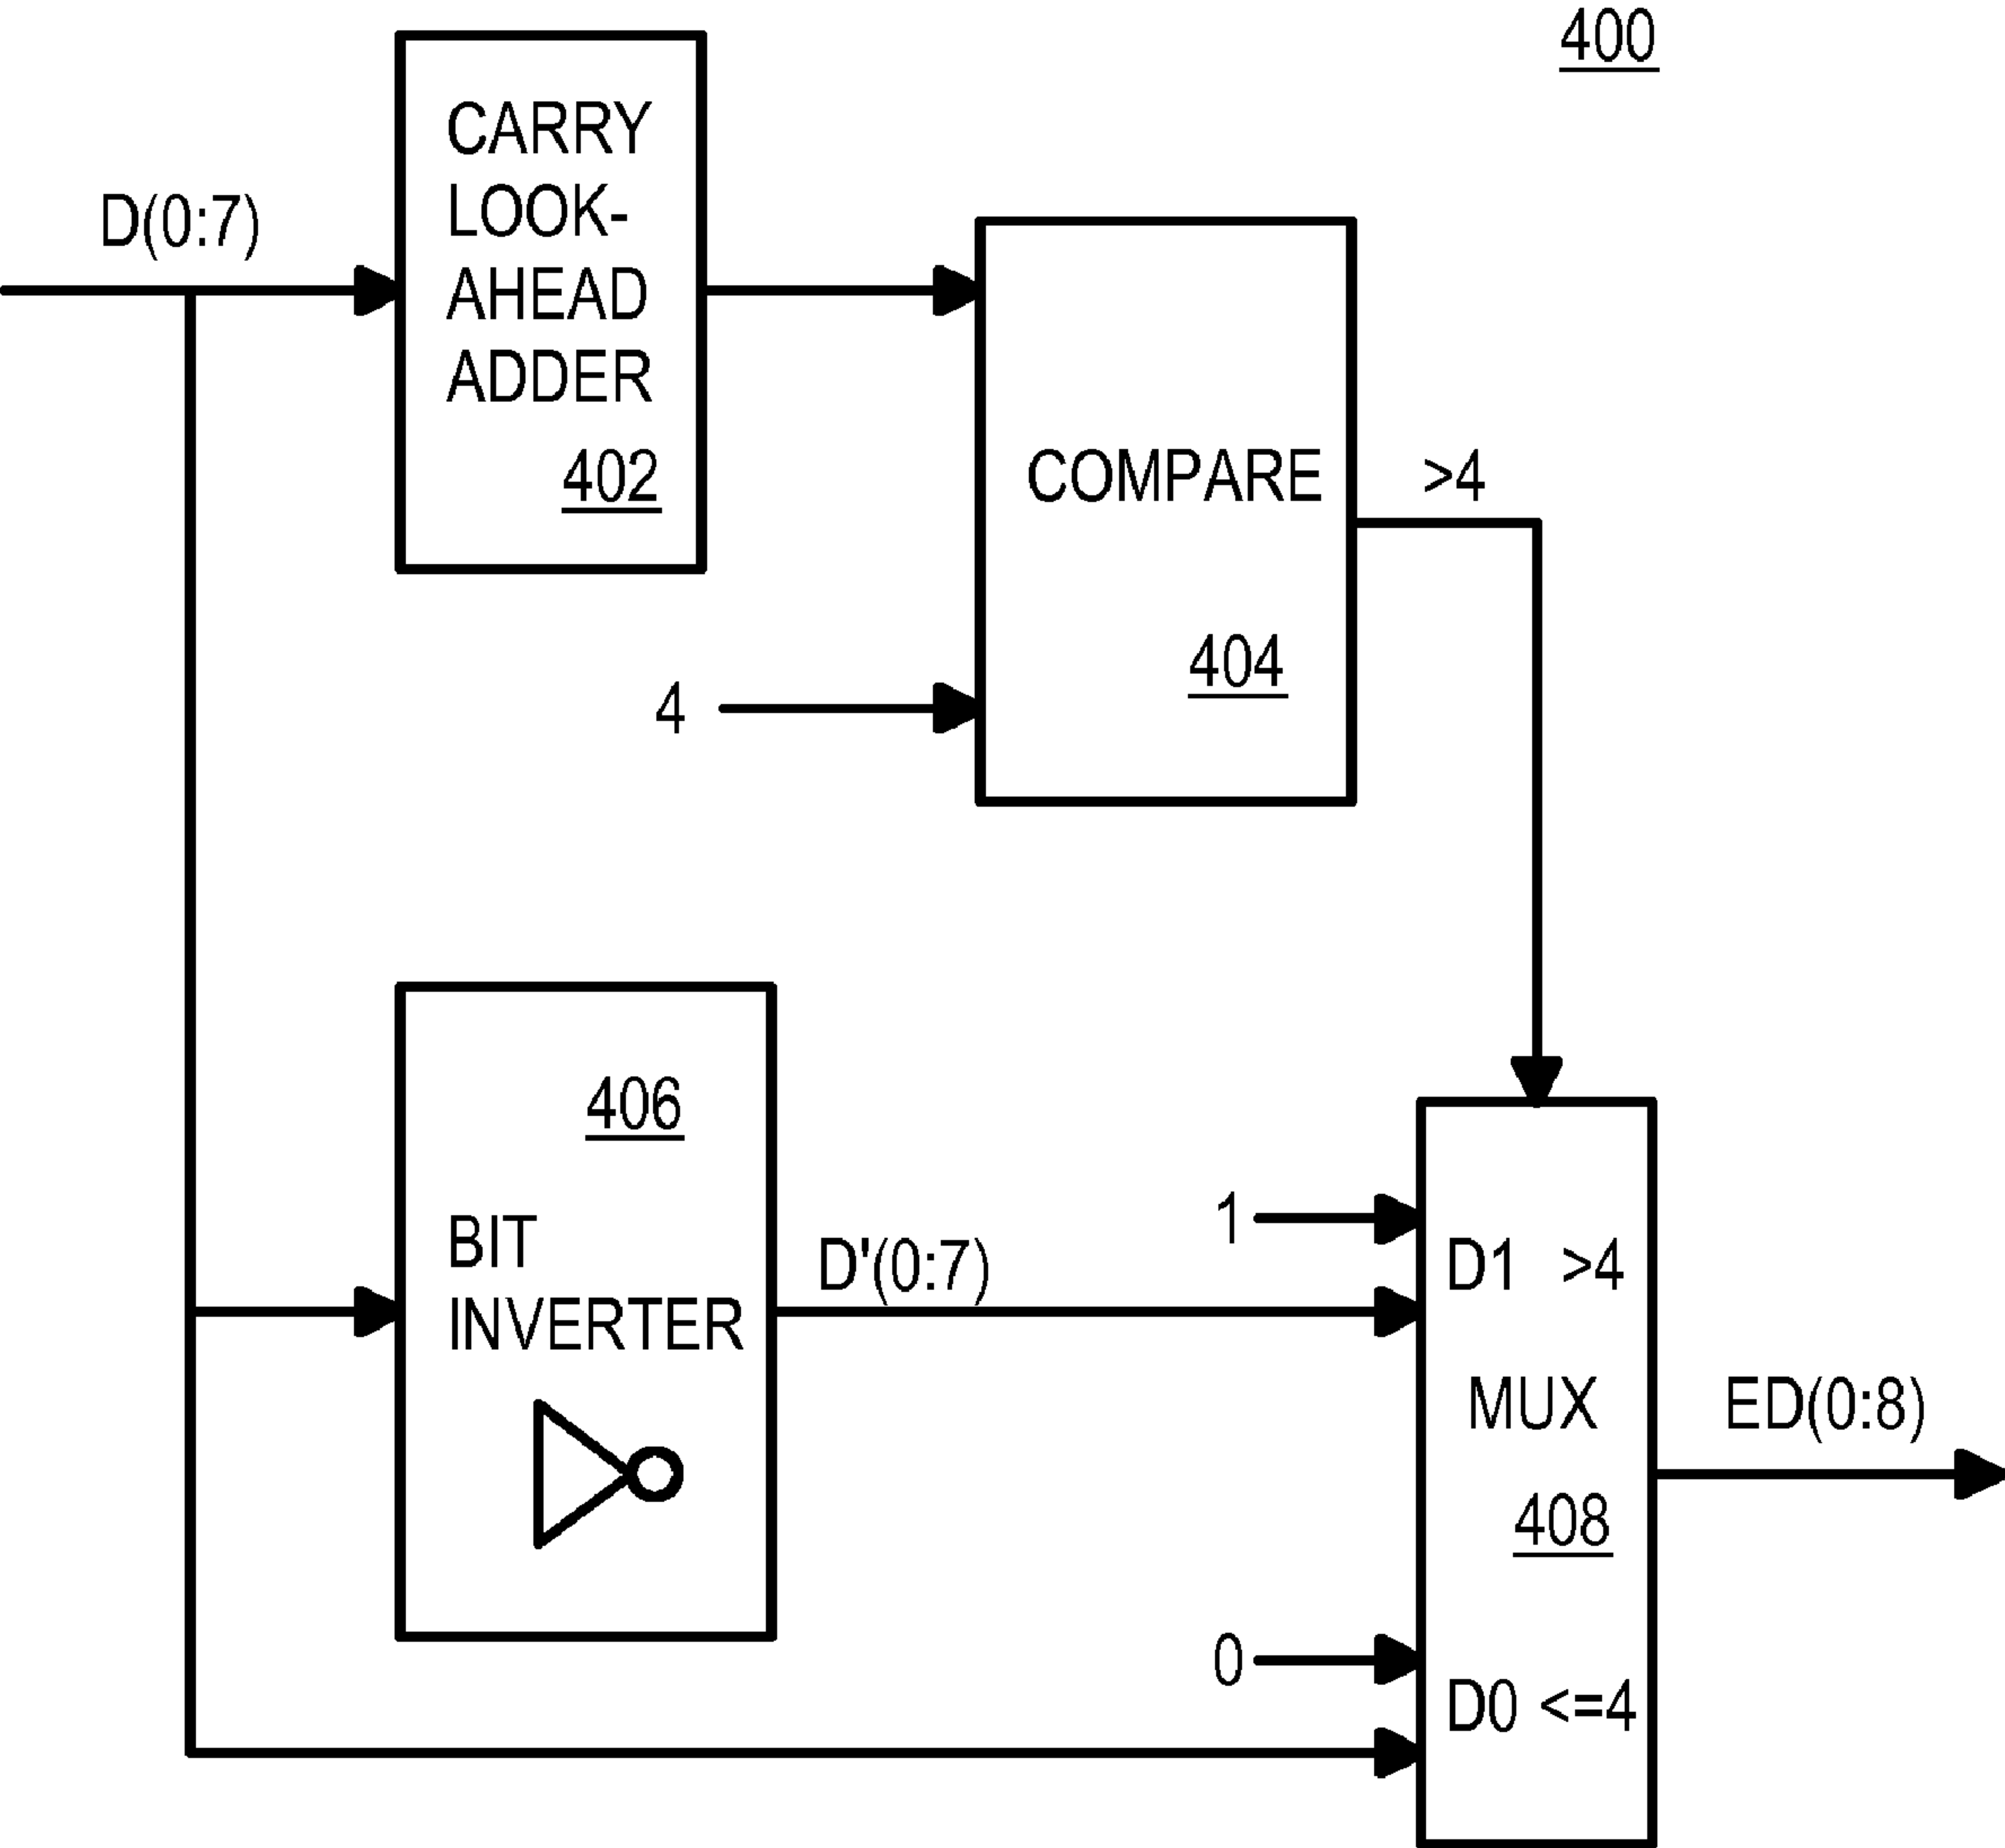 400
CARRY
LOOK-
AHEAD
ADDER
402
D(0:7)
COMPARE
404
>4
4
406
BIT
INVERTER
D'(0:7)
1
D1 >4
MUX
408
0
D0 <=4
ED(0:8)